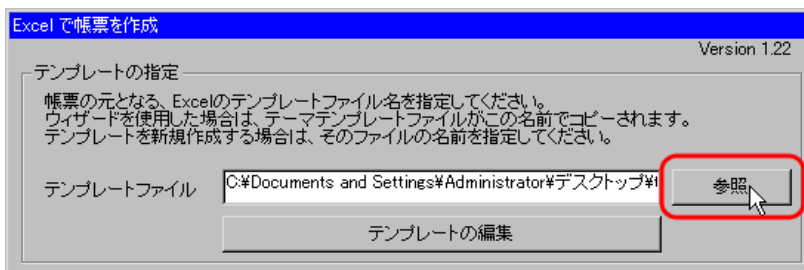 Excel で帳票を作成
Version 1.22
テンプレートの指定
帳票の元となる、Excelのテンプレートファイル名を指定してください。
ウィザードを使用した場合は、テーマテンプレートファイルがこの名前でコピーされます。
テンプレートを新規作成する場合は、そのファイルの名前を指定してください。
テンプレートファイル C:¥Documents and Settings¥Administrator¥デスクトップ¥t 参照
テンプレートの編集